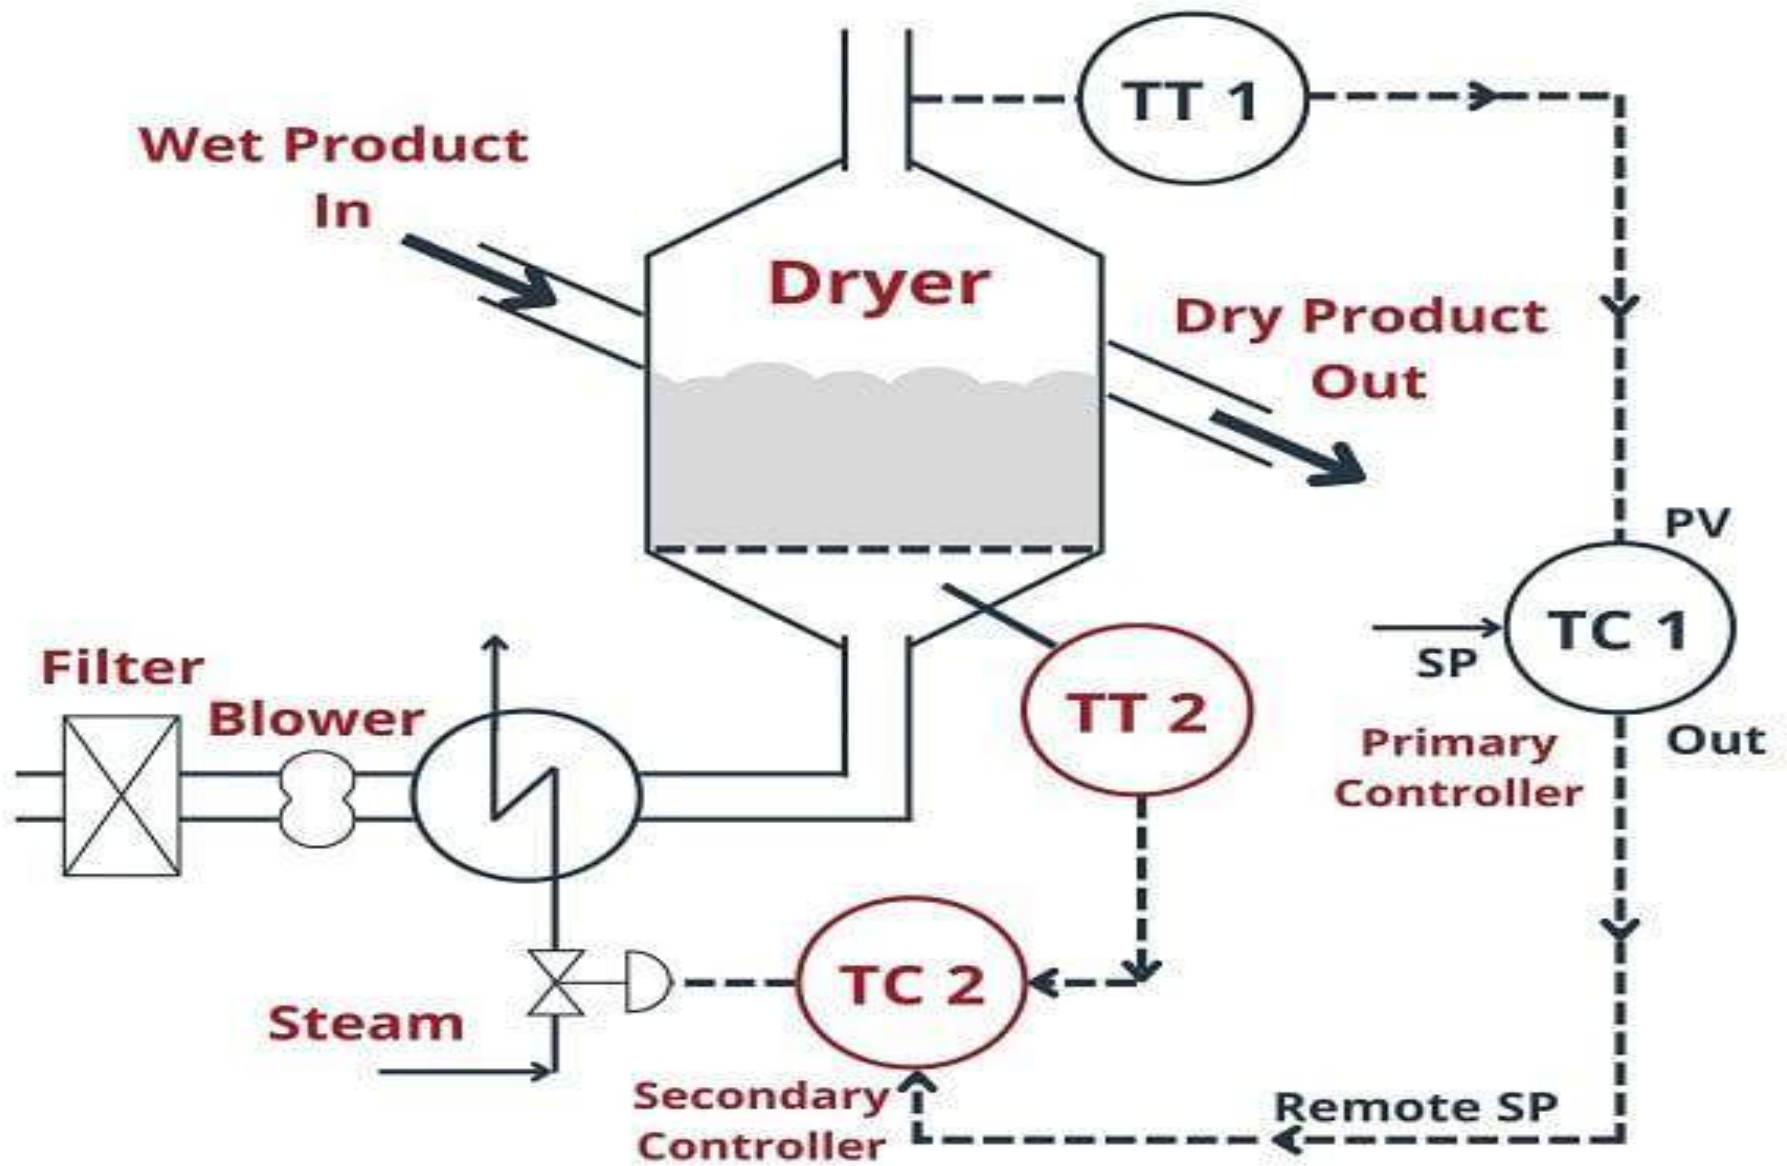 TT 1
Wet Product
In
Dryer
Dry Product
Out
PV
TC 1
SP
Filter
Blower
TT 2
Primary
Controller
Out
TC 2
Steam
Secondary
Controller
Remote SP